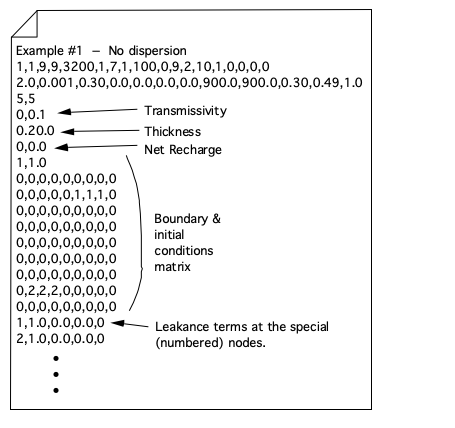 Example #1 – No dispersion
1,1,9,9,3200,1,7,1,100,0,9,2,10,1,0,0,0,0
2.0,0.001,0.30,0.0,0.0,0.0,0.0,900.0,900.0,0.30,0.49,1.0
5,5
0,0.1
Transmissivity
0.20.0
Thickness
0,0.0
Net Recharge
1,1.0
0,0,0,0,0,0,0,0,0
0,0,0,0,0,1,1,1,0
0,0,0,0,0,0,0,0,0
0,0,0,0,0,0,0,0,0
0,0,0,0,0,0,0,0,0
0,0,0,0,0,0,0,0,0
0,0,0,0,0,0,0,0,0
0,2,2,2,0,0,0,0,0
0,0,0,0,0,0,0,0,0
Boundary &
initial
conditions
matrix
1,1.0,0.0,0.0,0
2,1.0,0.0,0.0,0
Leakance terms at the special
(numbered) nodes.